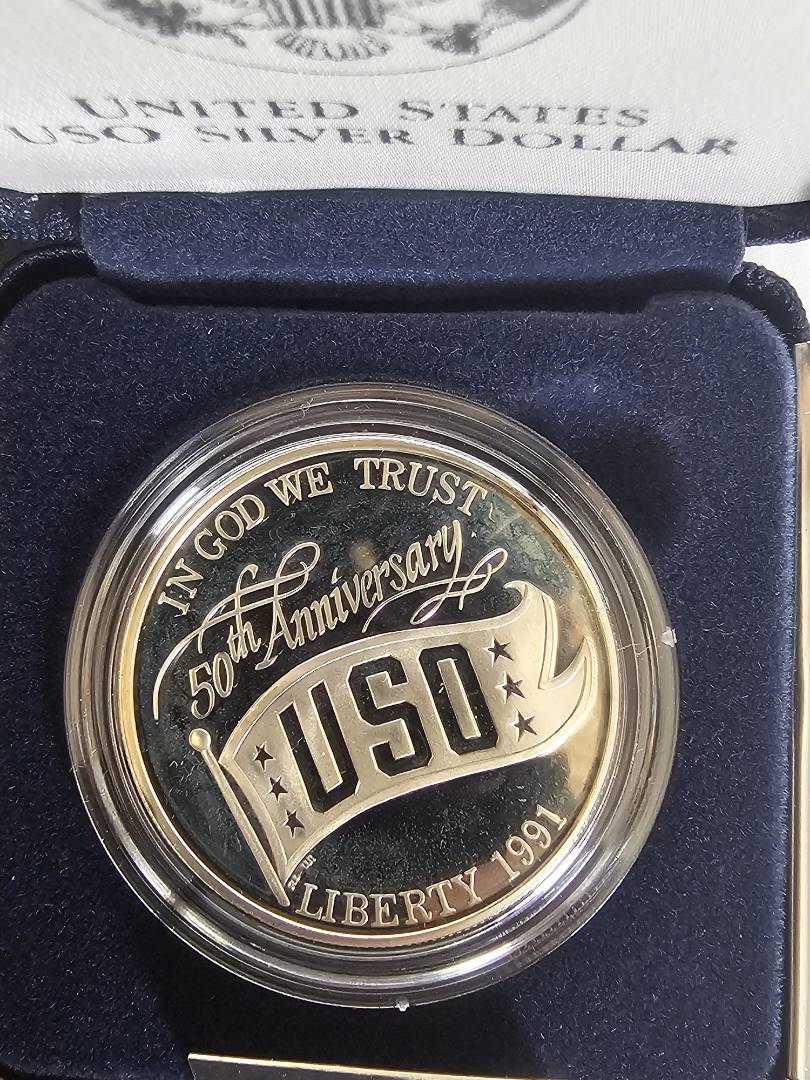 UNITED STATES
USO SILVER DOLLAR
IN GOD WE TRUST
50th Anniversary
USO
LIBERTY 1991